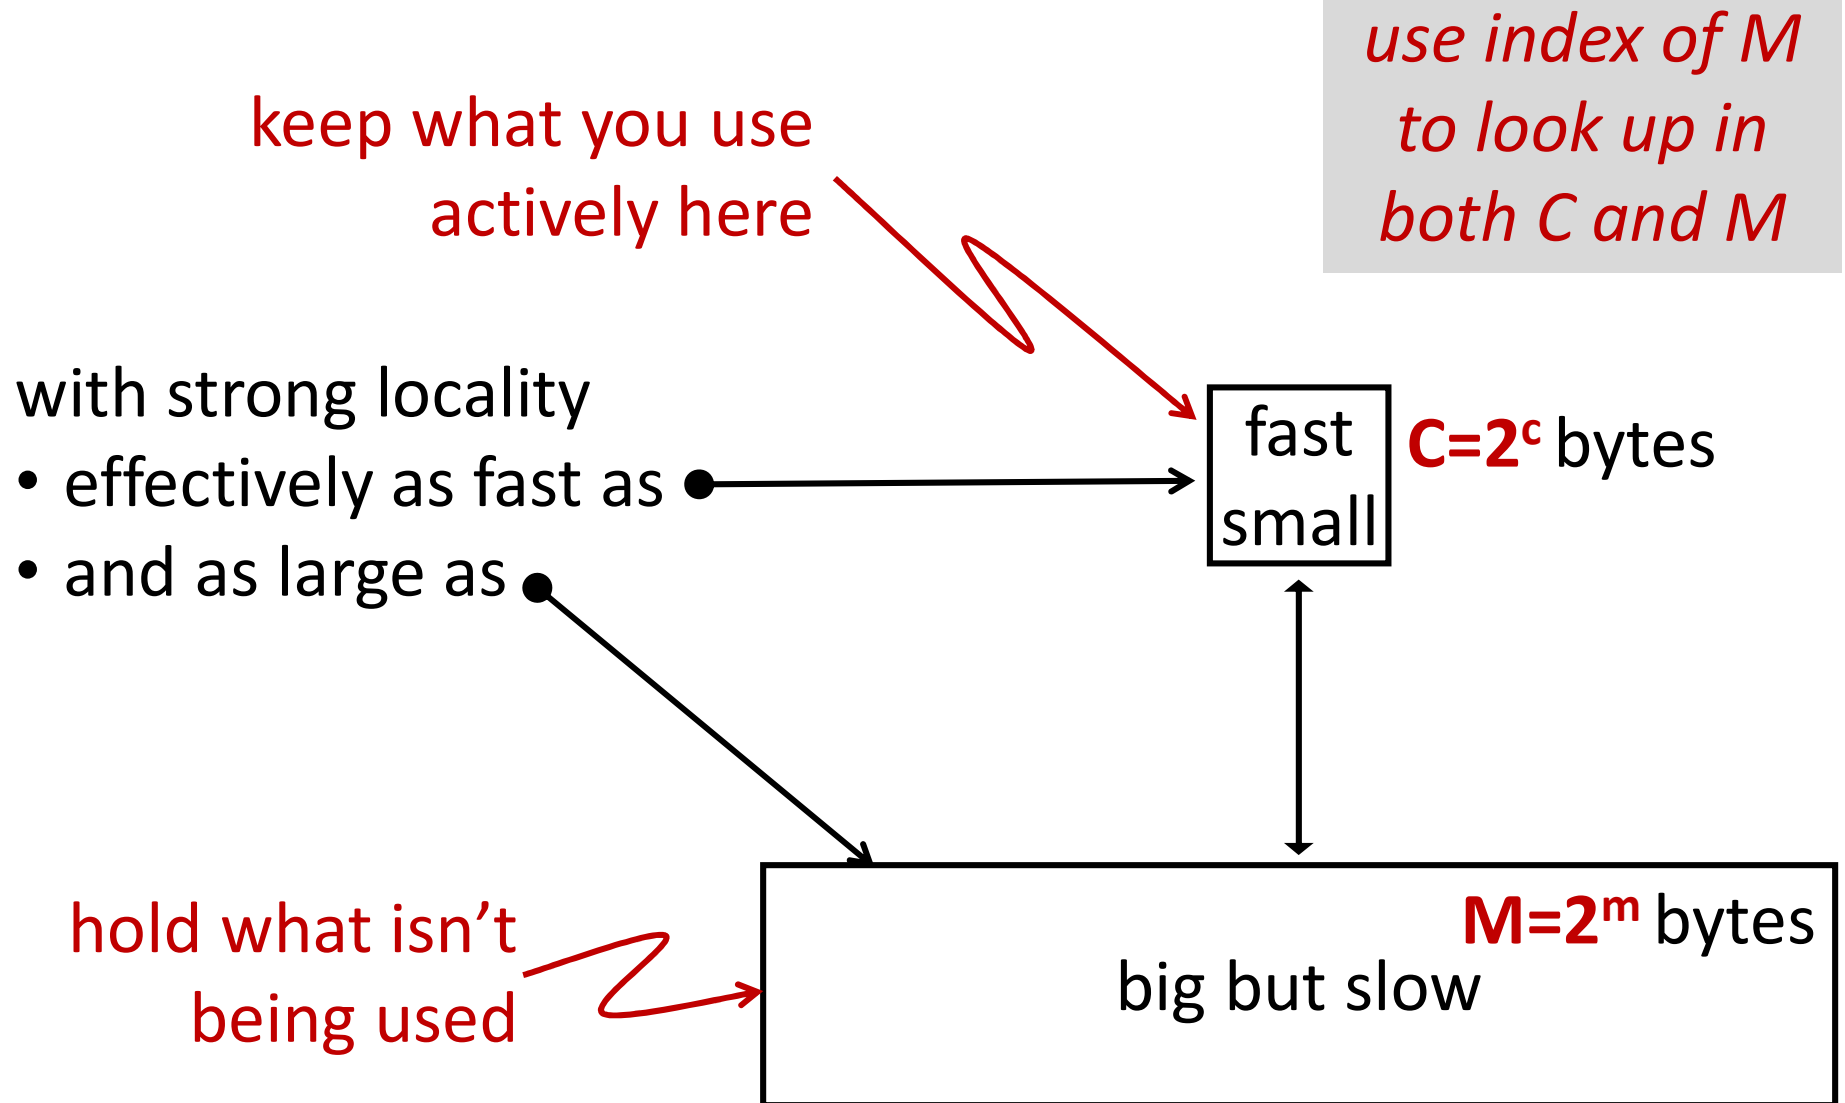 use index of M
to look up in
both C and M
keep what you use
actively here
with strong locality
• effectively as fast as
• and as large as
fast
small
C=2ᶜ bytes
hold what isn’t
being used
M=2ᵐ bytes
big but slow